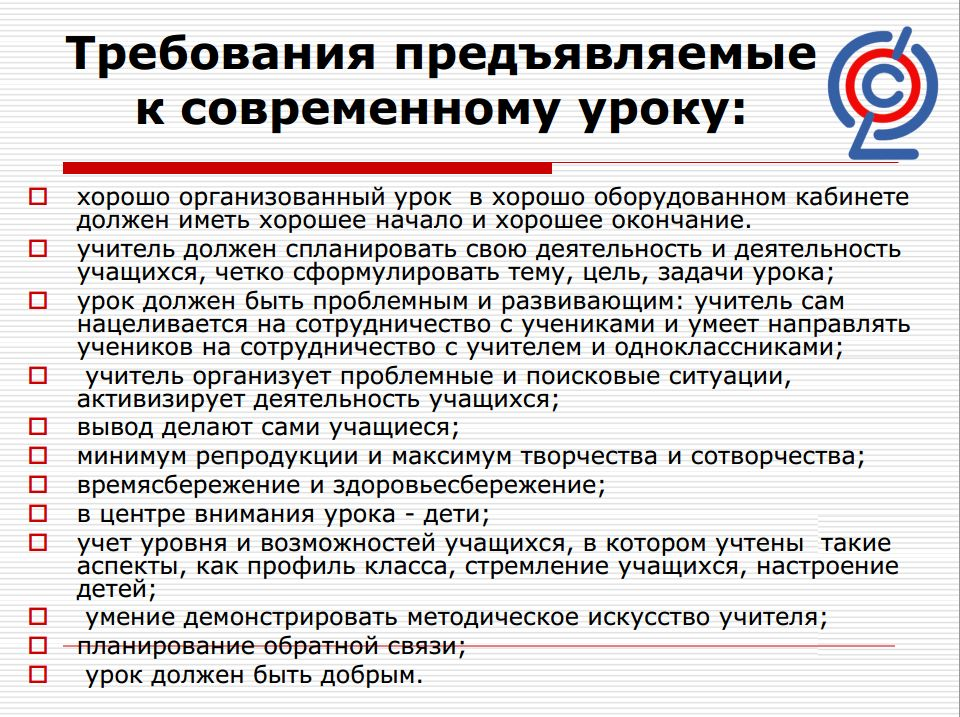 Требования предъявляемые
к современному уроку:
хорошо организованный урок в хорошо оборудованном кабинете
должен иметь хорошее начало и хорошее окончание.
учитель должен спланировать свою деятельность и деятельность
учащихся, четко сформулировать тему, цель, задачи урока;
урок должен быть проблемным и развивающим: учитель сам
нацеливается на сотрудничество с учениками и умеет направлять
учеников на сотрудничество с учителем и одноклассниками;
учитель организует проблемные и поисковые ситуации,
активизирует деятельность учащихся;
вывод делают сами учащиеся;
минимум репродукции и максимум творчества и сотворчества;
времясбережение и здоровьесбережение;
в центре внимания урока - дети;
учет уровня и возможностей учащихся, в котором учтены такие
аспекты, как профиль класса, стремление учащихся, настроение
детей;
умение демонстрировать методическое искусство учителя;
планирование обратной связи;
урок должен быть добрым.